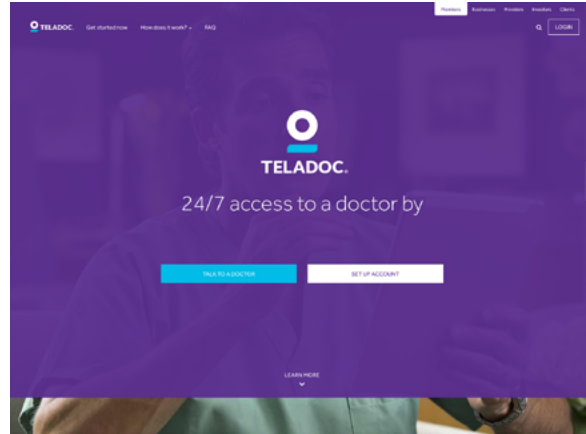 Members Businesses Providers Investors Clients
TELADOC. Get started now How does it work? FAQ LOGIN
TELADOC.
24/7 access to a doctor by
TALK TO A DOCTOR SET UP ACCOUNT
LEARN MORE